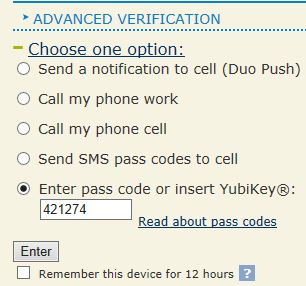 ADVANCED VERIFICATION
Choose one option:
Send a notification to cell (Duo Push)
Call my phone work
Call my phone cell
Send SMS pass codes to cell
Enter pass code or insert YubiKey®:
421274
Read about pass codes
Enter
Remember this device for 12 hours ?